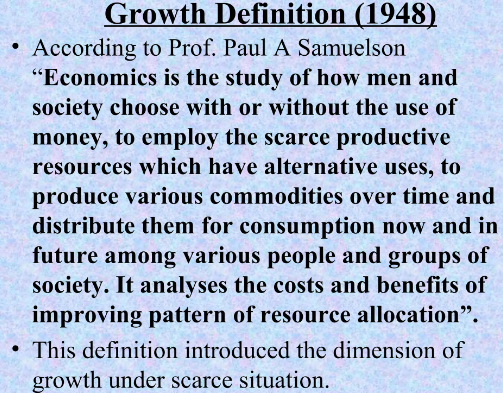 Growth Definition (1948)
• According to Prof. Paul A Samuelson
“Economics is the study of how men and
society choose with or without the use of
money, to employ the scarce productive
resources which have alternative uses, to
produce various commodities over time and
distribute them for consumption now and in
future among various people and groups of
society. It analyses the costs and benefits of
improving pattern of resource allocation”.
• This definition introduced the dimension of
growth under scarce situation.